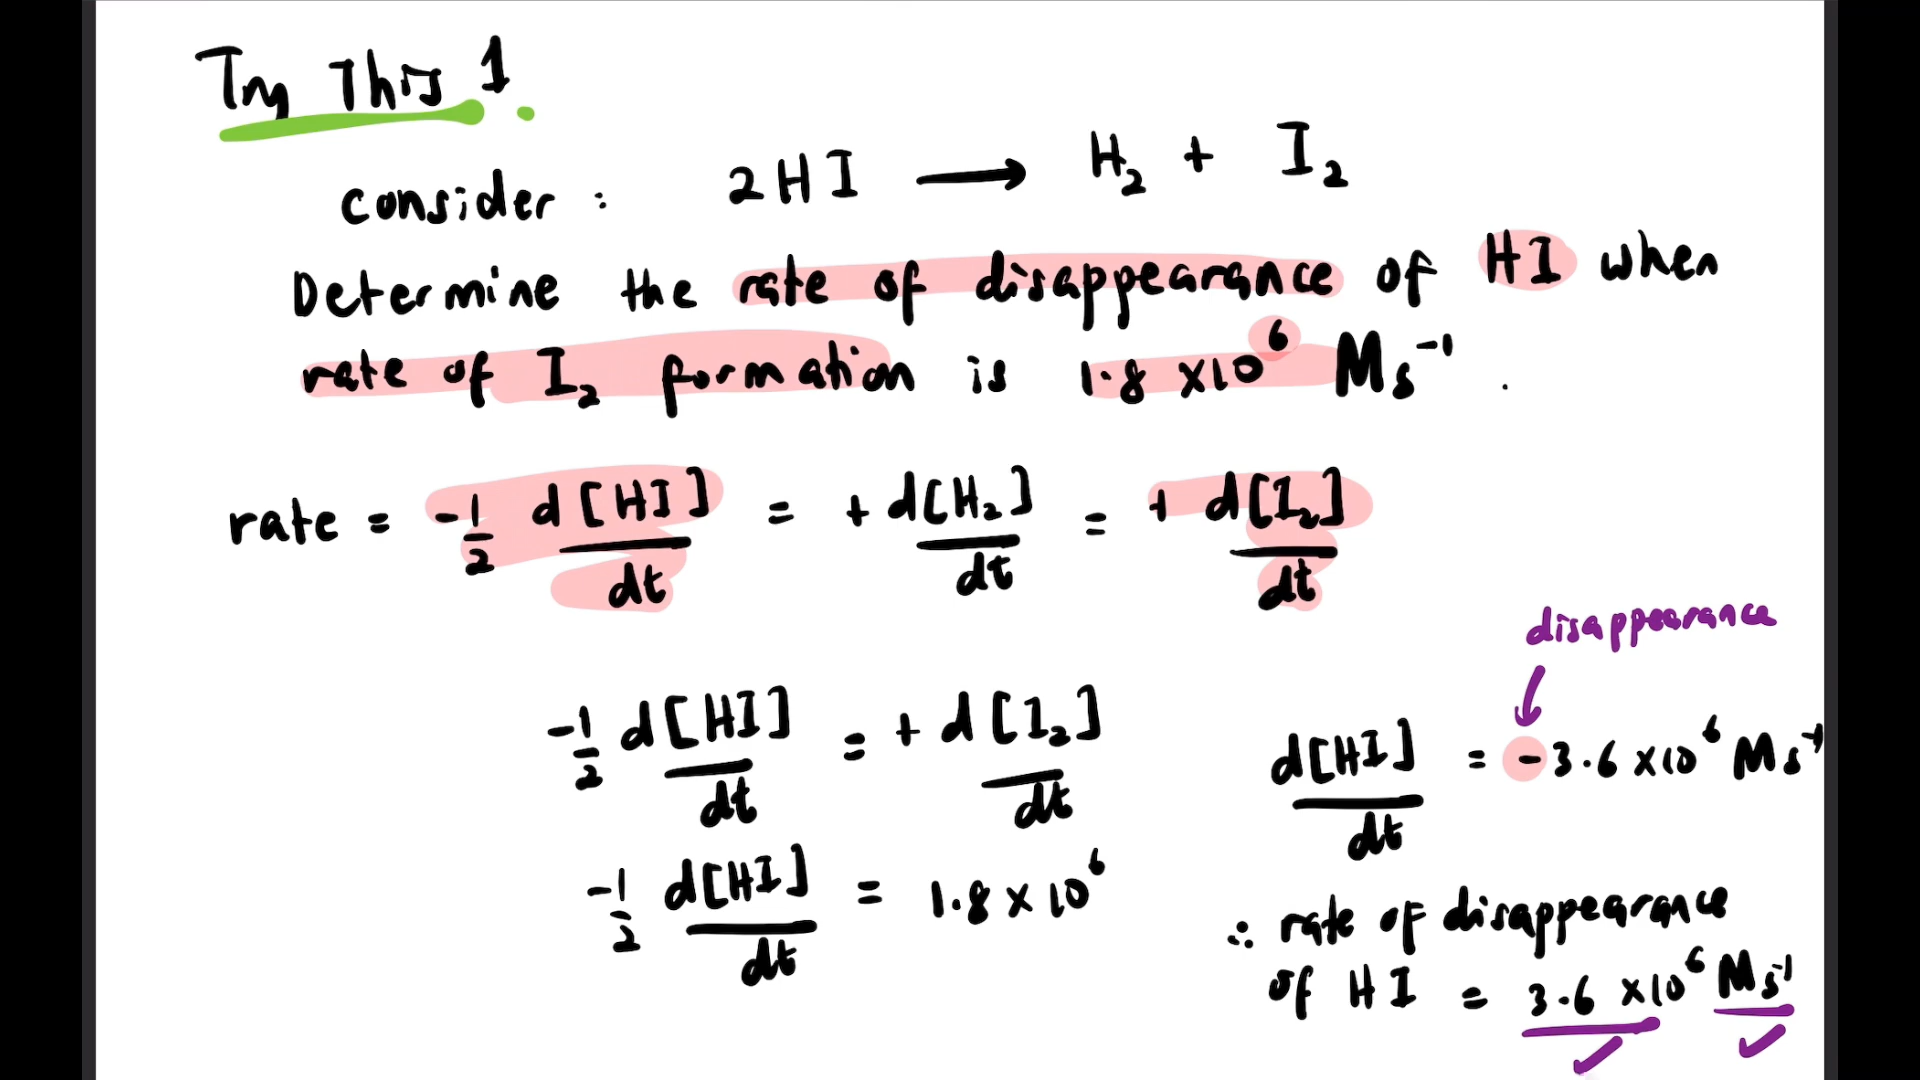 Try This 1.
consider : 2HI → H₂ + I₂
Determine the rate of disappearance of HI when
rate of I₂ formation is 1.8 x10⁶ Ms⁻¹ .
rate = -1/2 d[HI]/dt = + d[H₂]/dt = + d[I₂]/dt
disappearance
-1/2 d[HI]/dt = + d[I₂]/dt
d[HI]/dt = -3.6 x10⁶ Ms⁻¹
-1/2 d[HI]/dt = 1.8 x 10⁶
∴ rate of disappearance
of HI = 3.6 x10⁶ Ms⁻¹